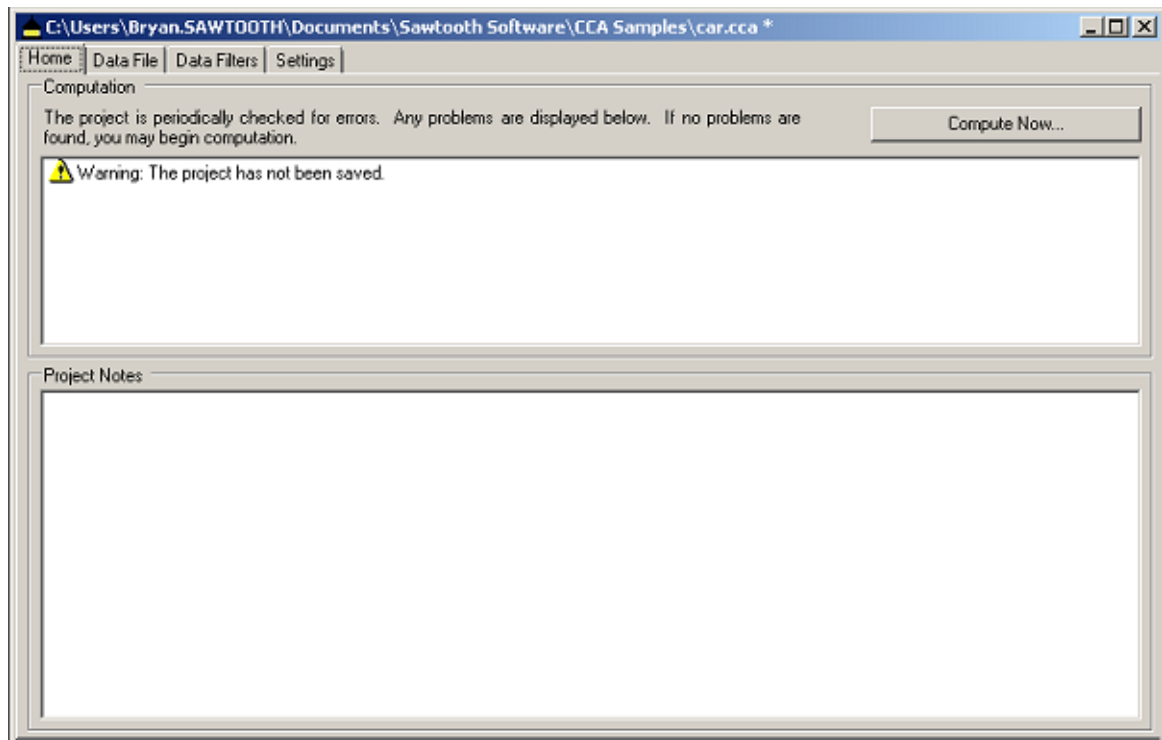 C:\Users\Bryan.SAWTOOTH\Documents\Sawtooth Software\CCA Samples\car.cca *
Home Data File Data Filters Settings
Computation
The project is periodically checked for errors. Any problems are displayed below. If no problems are
found, you may begin computation.
Compute Now...
Warning: The project has not been saved.
Project Notes